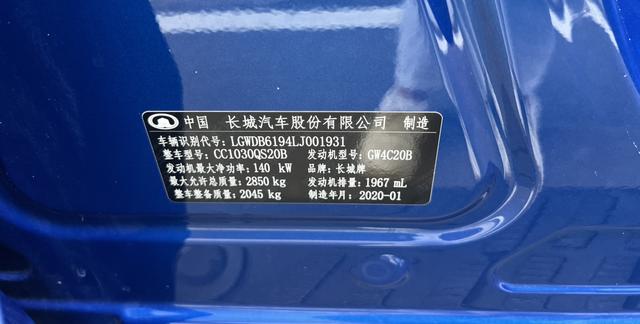 中国 长城汽车股份有限公司 制造
车辆识别代号：LGWDB6194LJ001931
整车型号：CC1030QS20B 发动机型号：GW4C20B
发动机最大净功率：140 kW 品牌：长城牌
最大允许总质量：2850 kg 发动机排量：1967 mL
整车整备质量：2045 kg 制造年月：2020-01